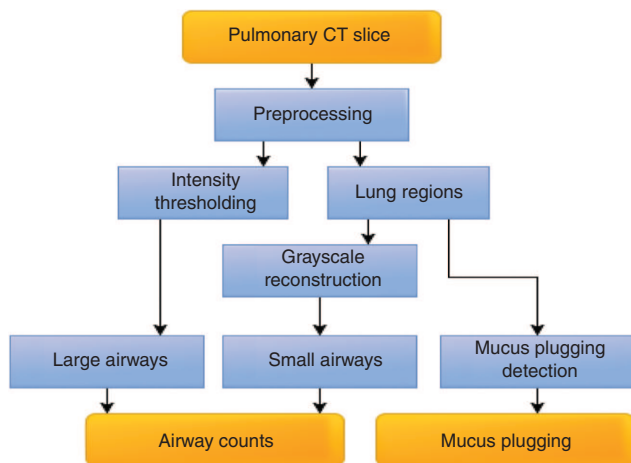 Pulmonary CT slice
Preprocessing
Intensity
thresholding
Lung regions
Grayscale
reconstruction
Large airways
Small airways
Mucus plugging
detection
Airway counts
Mucus plugging